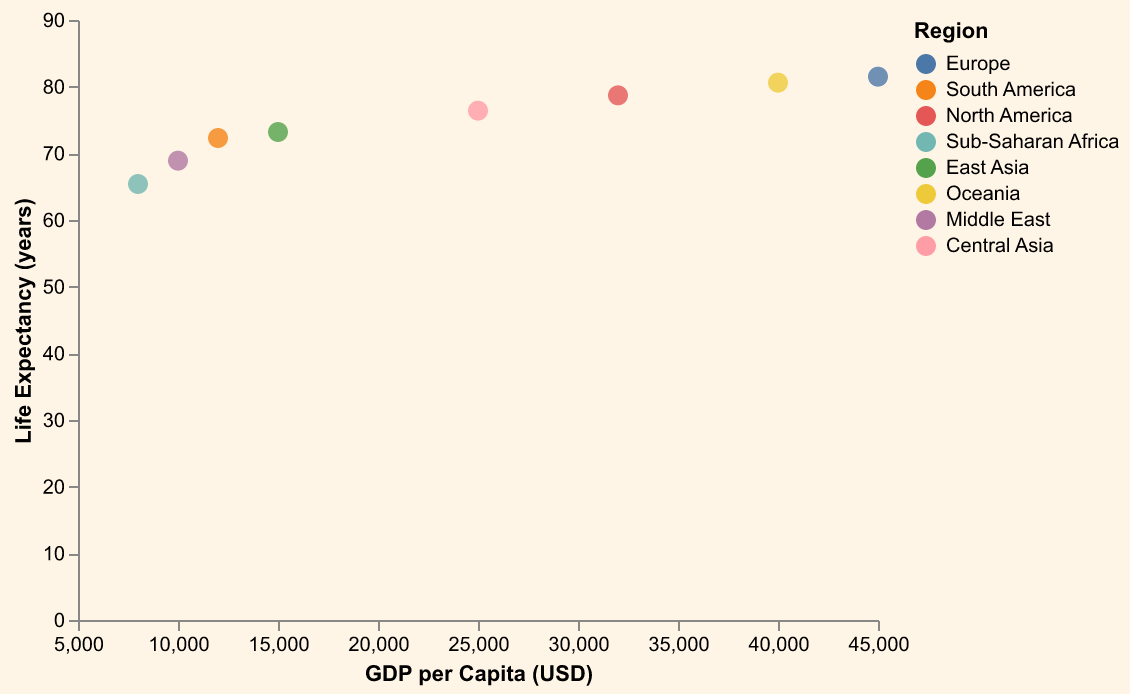 90
80
70
60
50
40
30
20
10
0
Life Expectancy (years)
5,000 10,000 15,000 20,000 25,000 30,000 35,000 40,000 45,000
GDP per Capita (USD)
Region
Europe
South America
North America
Sub-Saharan Africa
East Asia
Oceania
Middle East
Central Asia